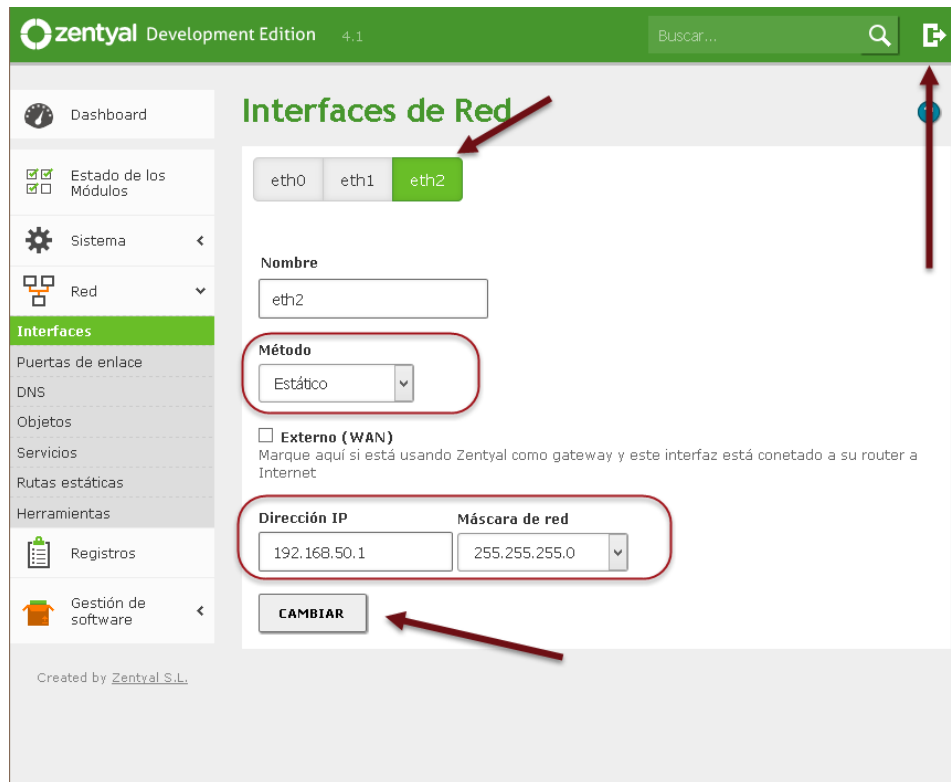 zentyal Development Edition 4.1
Buscar...
Dashboard
Estado de los
Módulos
Sistema
Red
Interfaces
Puertas de enlace
DNS
Objetos
Servicios
Rutas estáticas
Herramientas
Registros
Gestión de
software
Created by Zentyal S.L.
Interfaces de Red
eth0 eth1 eth2
Nombre
eth2
Método
Estático
Externo (WAN)
Marque aquí si está usando Zentyal como gateway y este interfaz está conetado a su router a
Internet
Dirección IP Máscara de red
192.168.50.1 255.255.255.0
CAMBIAR